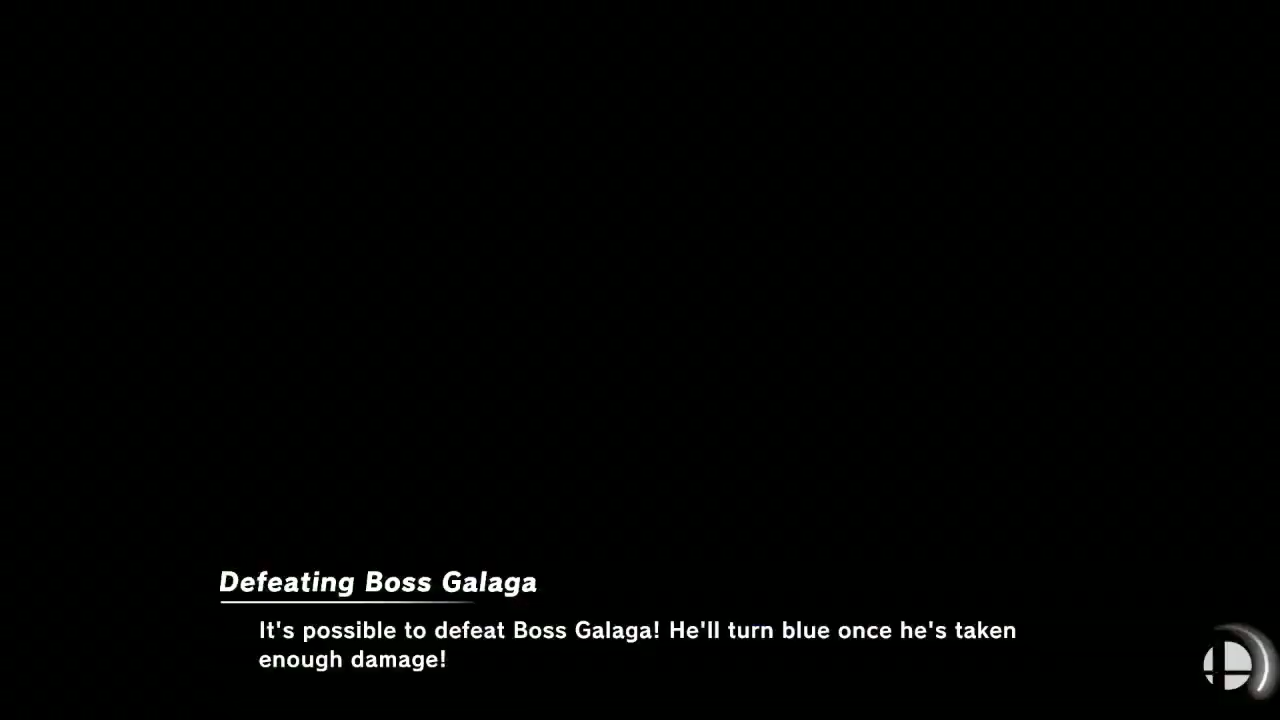 Defeating Boss Galaga
It's possible to defeat Boss Galaga! He'll turn blue once he's taken
enough damage!